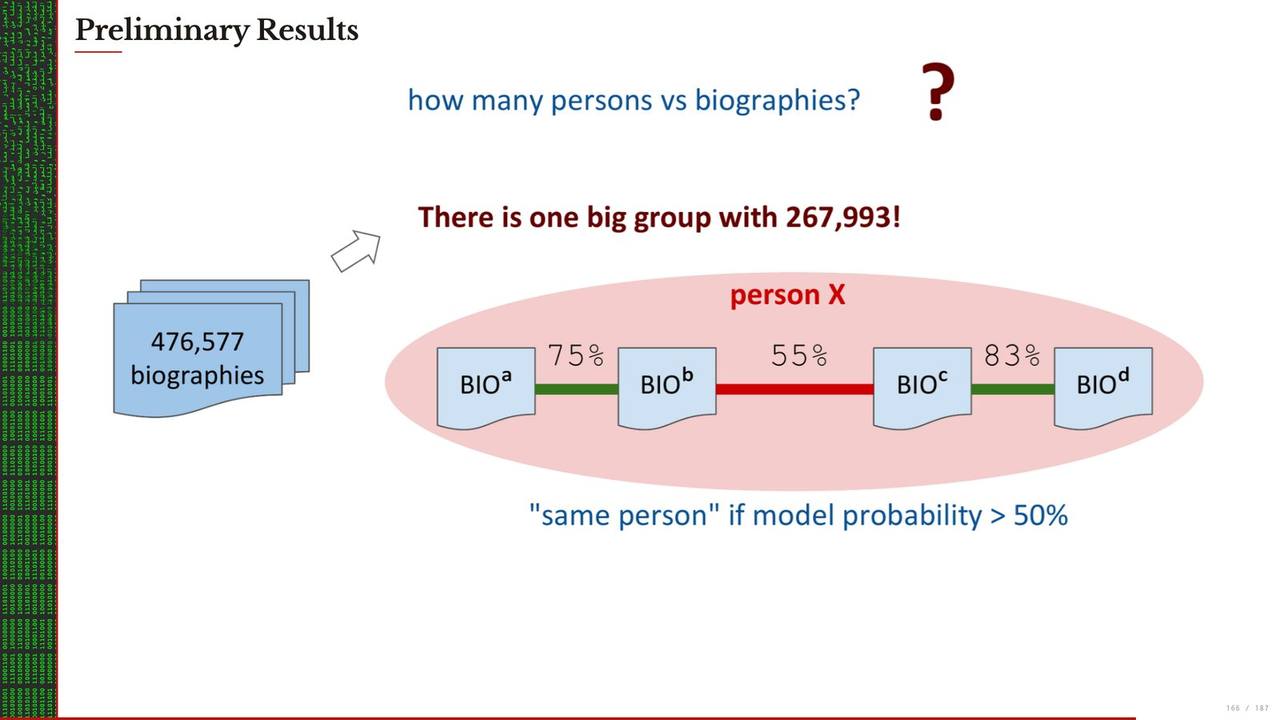 Preliminary Results
how many persons vs biographies?
?
There is one big group with 267,993!
person X
476,577
biographies
75%
55%
83%
BIOa
BIOb
BIOc
BIOd
"same person" if model probability > 50%
166 / 187